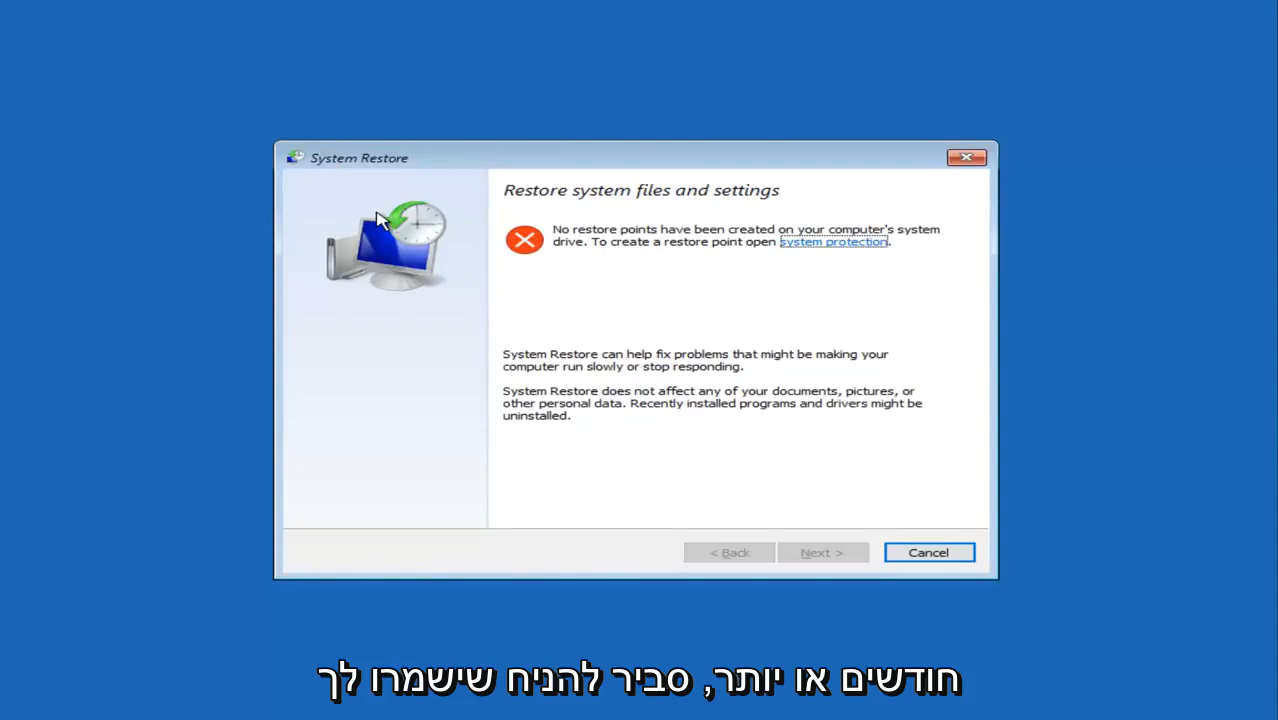 System Restore
Restore system files and settings
No restore points have been created on your computer's system
drive. To create a restore point open system protection.
System Restore can help fix problems that might be making your
computer run slowly or stop responding.
System Restore does not affect any of your documents, pictures, or
other personal data. Recently installed programs and drivers might be
uninstalled.
< Back
Next >
Cancel
חודשים או יותר, סביר להניח שישמרו לך